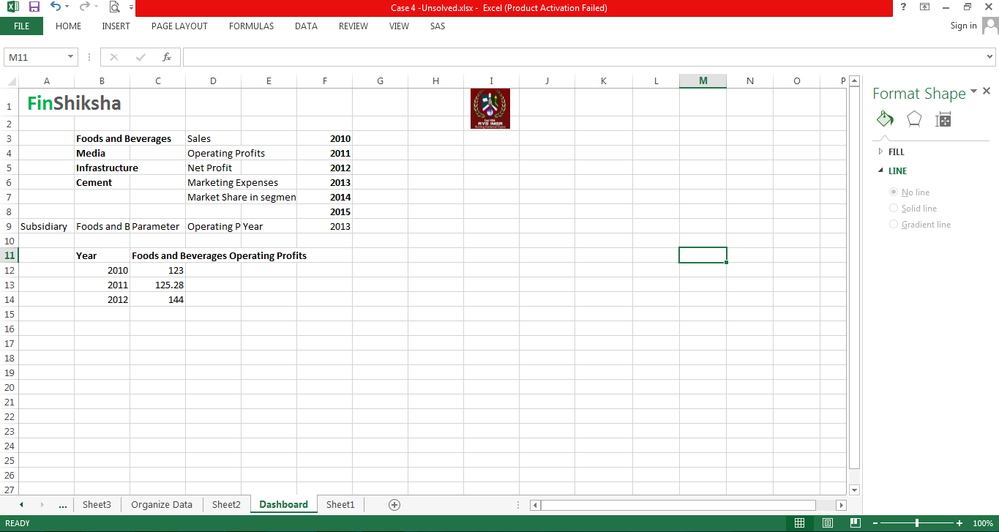 Case 4 -Unsolved.xlsx - Excel (Product Activation Failed)
FILE HOME INSERT PAGE LAYOUT FORMULAS DATA REVIEW VIEW SAS Sign in
M11 fx
A B C D E F G H I J K L M N O P
1 FinShiksha
RVS IMSR
2
3 Foods and Beverages Sales 2010
4 Media Operating Profits 2011
5 Infrastructure Net Profit 2012
6 Cement Marketing Expenses 2013
7 Market Share in segmen 2014
8 2015
9 Subsidiary Foods and B Parameter Operating P Year 2013
10
11 Year Foods and Beverages Operating Profits
12 2010 123
13 2011 125.28
14 2012 144
15
16
17
18
19
20
21
22
23
24
25
26
27
Format Shape
FILL
LINE
No line
Solid line
Gradient line
... Sheet3 Organize Data Sheet2 Dashboard Sheet1
READY 100%